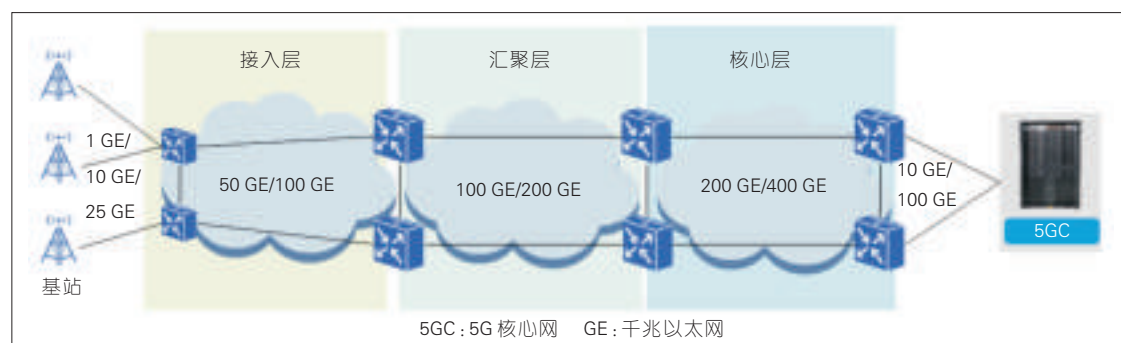 接入层
汇聚层
核心层
1 GE/
10 GE/
25 GE
50 GE/100 GE
100 GE/200 GE
200 GE/400 GE
10 GE/
100 GE
5GC
基站
5GC：5G 核心网 GE：千兆以太网